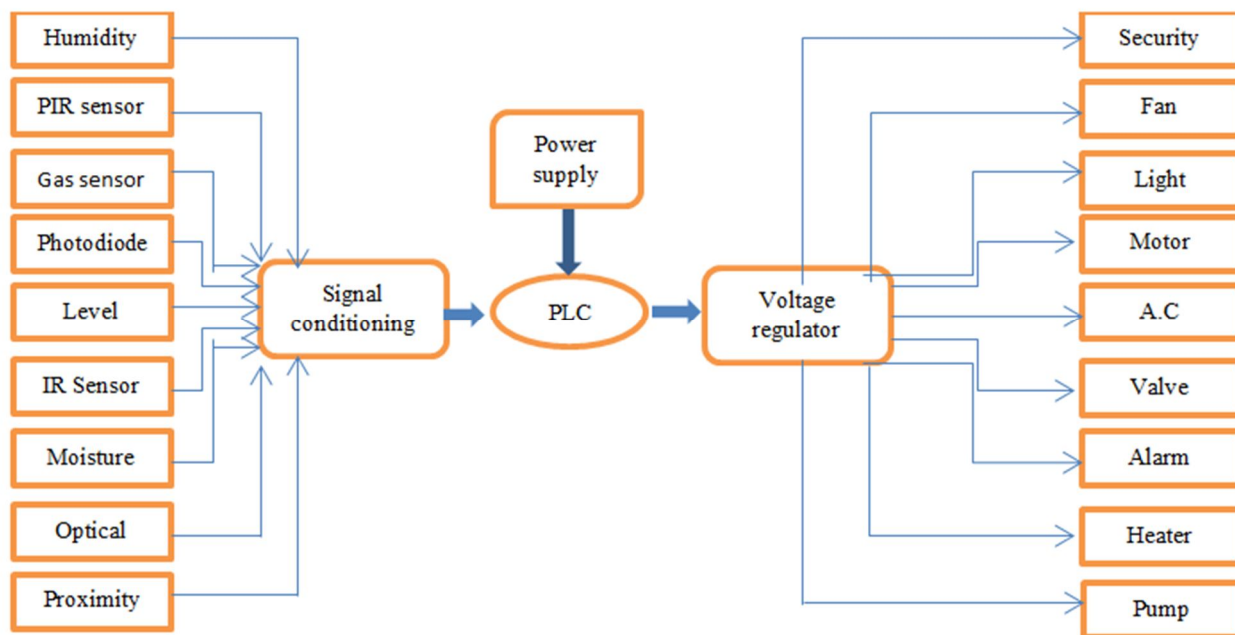 Humidity
PIR sensor
Gas sensor
Photodiode
Level
IR Sensor
Moisture
Optical
Proximity
Signal
conditioning
Power
supply
PLC
Voltage
regulator
Security
Fan
Light
Motor
A.C
Valve
Alarm
Heater
Pump